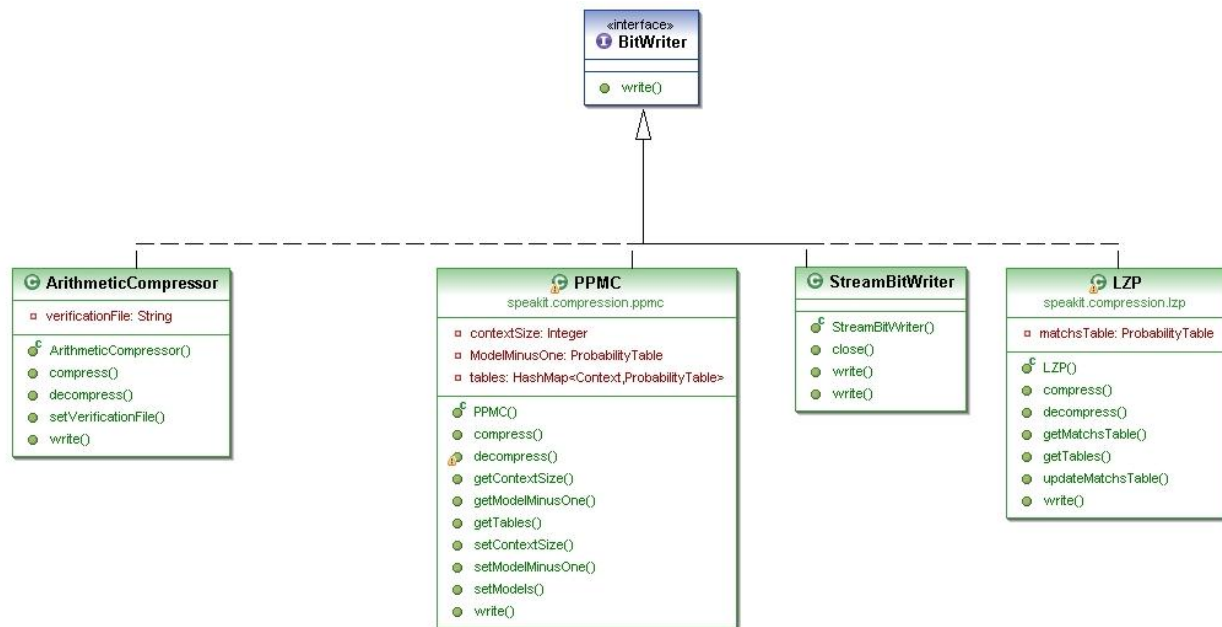 «interface»
BitWriter
write()
ArithmeticCompressor
verificationFile: String
ArithmeticCompressor()
compress()
decompress()
setVerificationFile()
write()
PPMC
speakit.compression.ppmc
contextSize: Integer
ModelMinusOne: ProbabilityTable
tables: HashMap<Context,ProbabilityTable>
PPMC()
compress()
decompress()
getContextSize()
getModelMinusOne()
getTables()
setContextSize()
setModelMinusOne()
setModels()
write()
StreamBitWriter
StreamBitWriter()
close()
write()
write()
LZP
speakit.compression.lzp
matchsTable: ProbabilityTable
LZP()
compress()
decompress()
getMatchsTable()
getTables()
updateMatchsTable()
write()